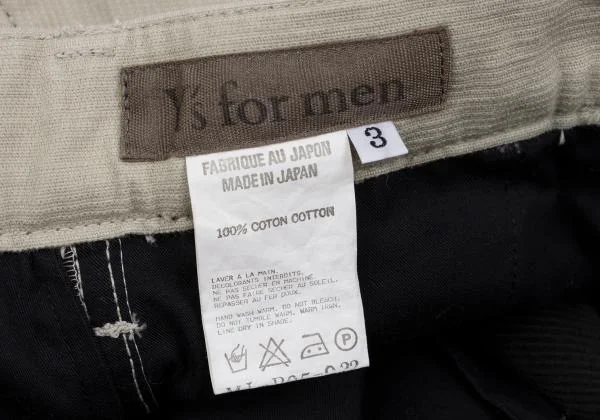 Y's for men
3
FABRIQUE AU JAPON
MADE IN JAPAN
100% COTON COTTON
LAVER A LA MAIN.
DECOLORANTS INTERDITS.
NE PAS SECHER EN MACHINE
NE PAS FAIRE SECHER AU SOLEIL.
REPASSER AU FER DOUX.
HAND WASH WARM. DO NOT BLEACH.
DO NOT TUMBLE WARM. WARM IRON.
LINE DRY IN SHADE.
P